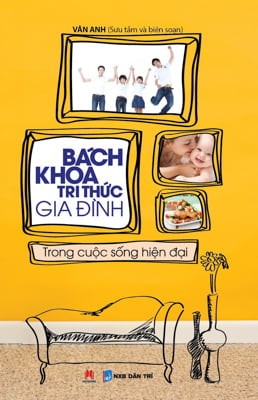 VÂN ANH (Sưu tầm và biên soạn)
BÁCH
KHOA
TRI THỨC
GIA ĐÌNH
Trong cuộc sống hiện đại
NXB DÂN TRÍ